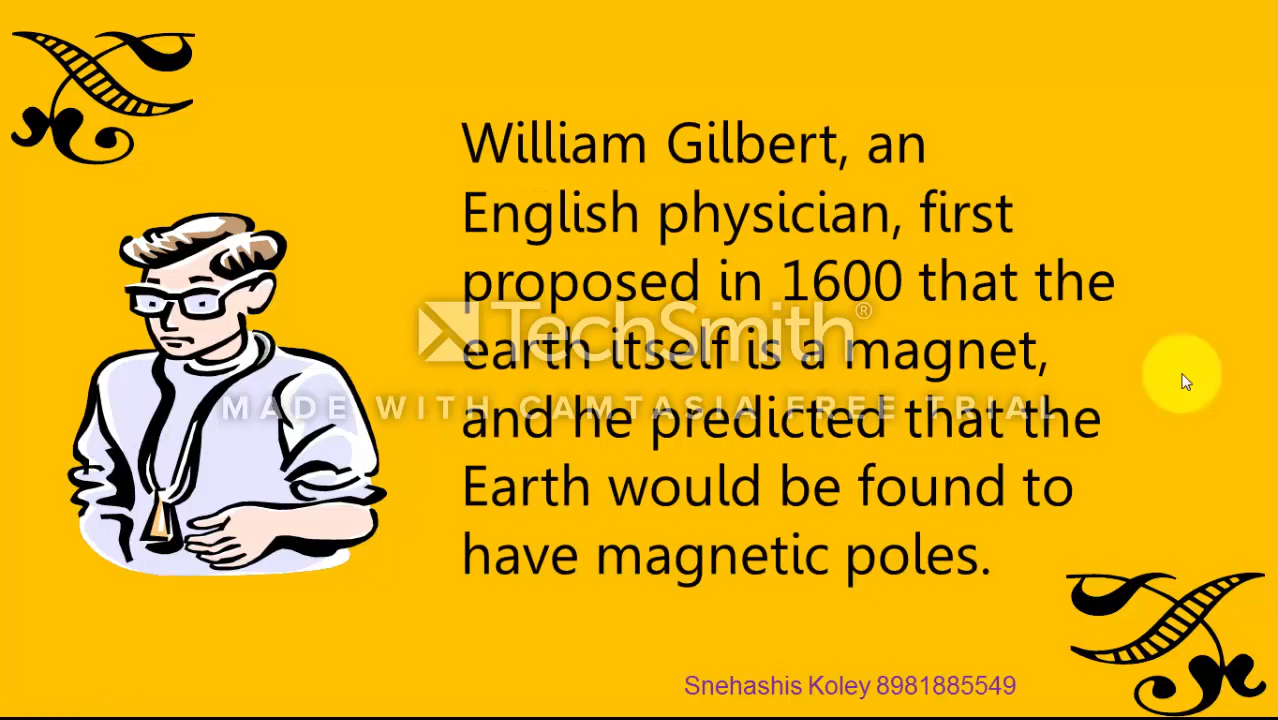 William Gilbert, an
English physician, first
proposed in 1600 that the
TechSmith®
earth itself is a magnet,
MADE WITH CAMTASIA FREE TRIAL
and he predicted that the
Earth would be found to
have magnetic poles.
Snehashis Koley 8981885549